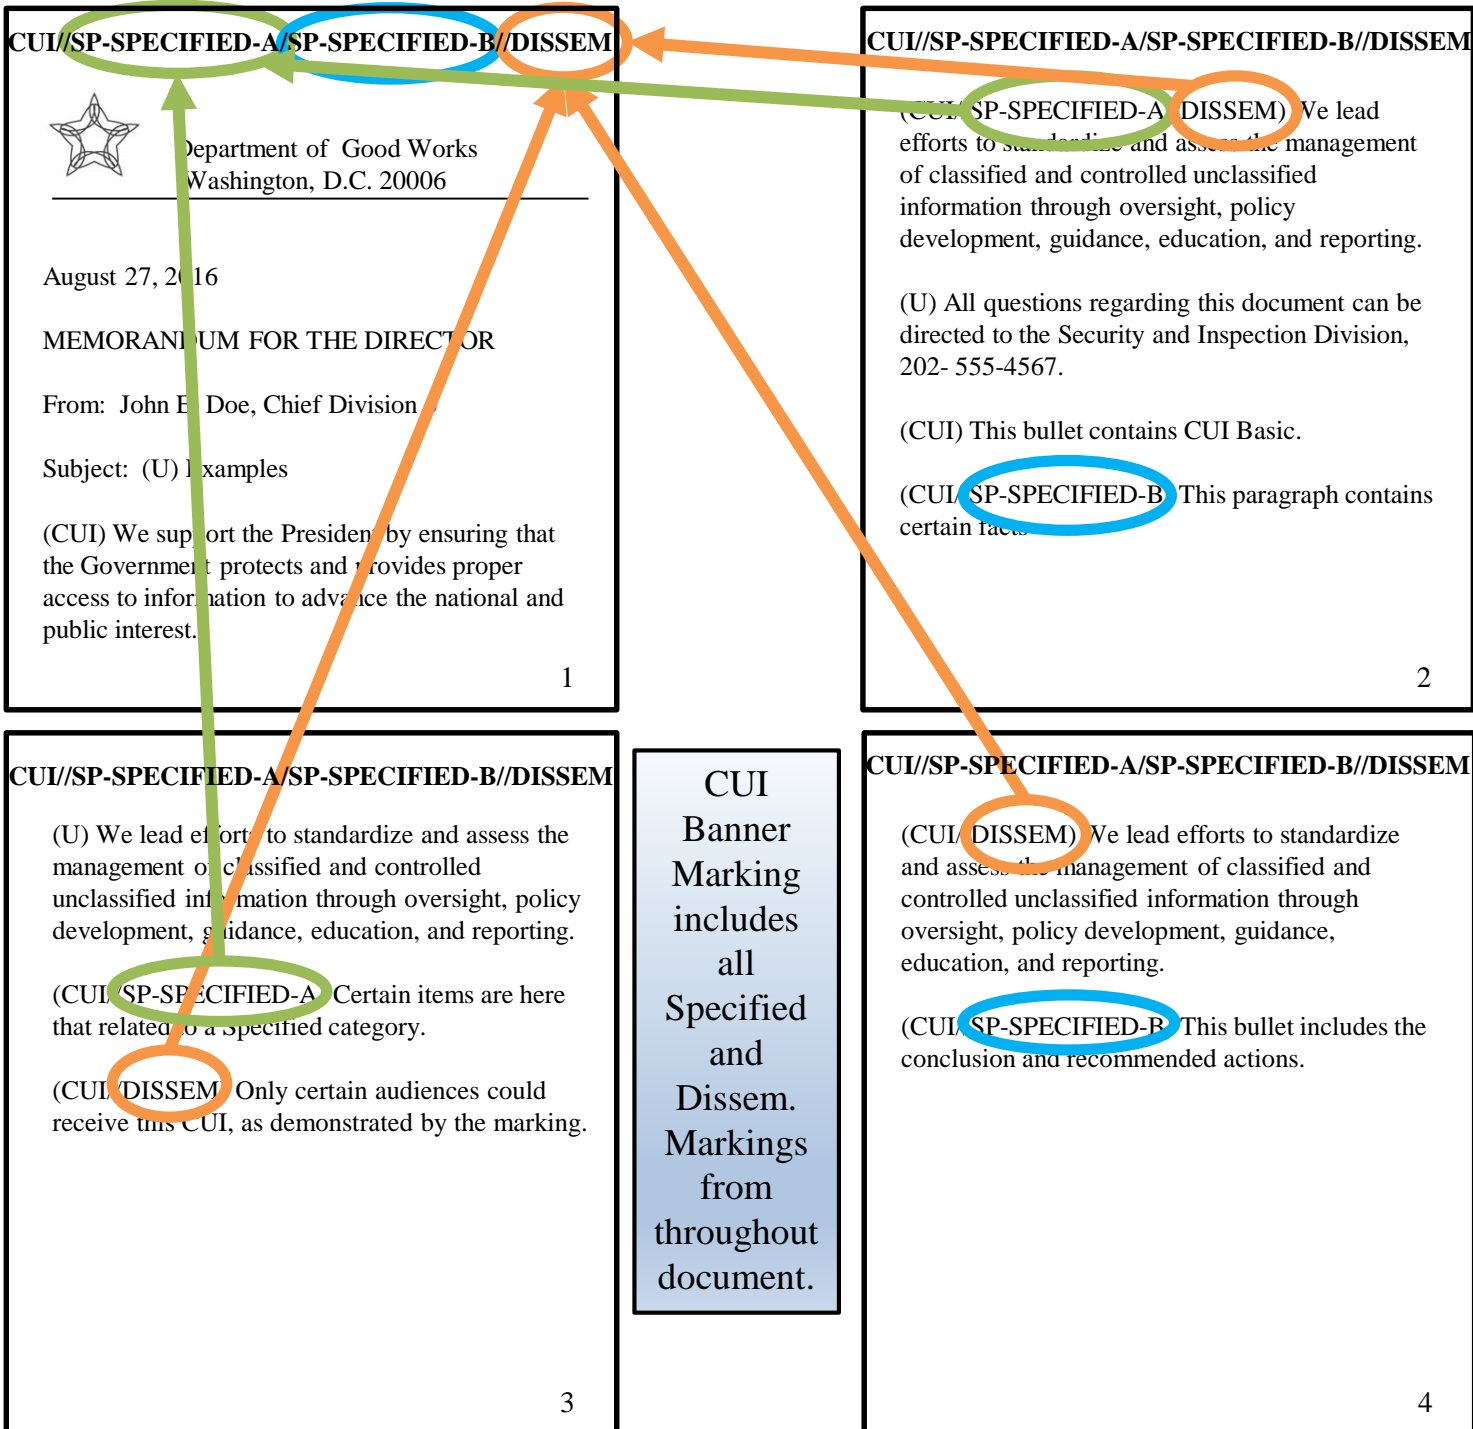 CUI//SP-SPECIFIED-A/SP-SPECIFIED-B//DISSEM
Department of Good Works
Washington, D.C. 20006
August 27, 2016
MEMORANDUM FOR THE DIRECTOR
From: John E. Doe, Chief Division
Subject: (U) Examples
(CUI) We support the President by ensuring that
the Government protects and provides proper
access to information to advance the national and
public interest.
1
CUI//SP-SPECIFIED-A/SP-SPECIFIED-B//DISSEM
(CUI//SP-SPECIFIED-A//DISSEM) We lead
efforts to standardize and assess the management
of classified and controlled unclassified
information through oversight, policy
development, guidance, education, and reporting.
(U) All questions regarding this document can be
directed to the Security and Inspection Division,
202- 555-4567.
(CUI) This bullet contains CUI Basic.
(CUI//SP-SPECIFIED-B) This paragraph contains
certain facts
2
CUI//SP-SPECIFIED-A/SP-SPECIFIED-B//DISSEM
(U) We lead efforts to standardize and assess the
management of classified and controlled
unclassified information through oversight, policy
development, guidance, education, and reporting.
(CUI//SP-SPECIFIED-A) Certain items are here
that related to a Specified category.
(CUI//DISSEM) Only certain audiences could
receive this CUI, as demonstrated by the marking.
3
CUI
Banner
Marking
includes
all
Specified
and
Dissem.
Markings
from
throughout
document.
CUI//SP-SPECIFIED-A/SP-SPECIFIED-B//DISSEM
(CUI//DISSEM) We lead efforts to standardize
and assess the management of classified and
controlled unclassified information through
oversight, policy development, guidance,
education, and reporting.
(CUI//SP-SPECIFIED-B) This bullet includes the
conclusion and recommended actions.
4